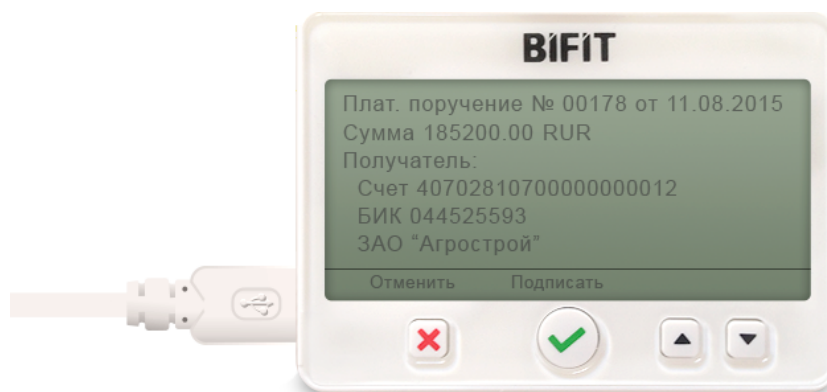 BIFIT
Плат. поручение № 00178 от 11.08.2015
Сумма 185200.00 RUR
Получатель:
Счет 40702810700000000012
БИК 044525593
ЗАО “Агрострой”
Отменить Подписать